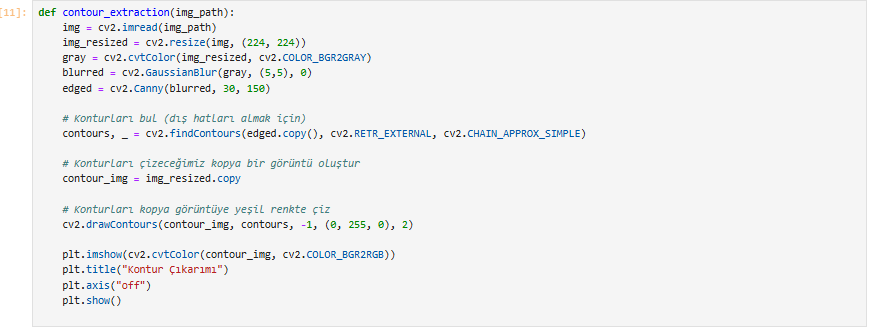 [11]: def contour_extraction(img_path):
img = cv2.imread(img_path)
img_resized = cv2.resize(img, (224, 224))
gray = cv2.cvtColor(img_resized, cv2.COLOR_BGR2GRAY)
blurred = cv2.GaussianBlur(gray, (5,5), 0)
edged = cv2.Canny(blurred, 30, 150)
# Konturları bul (dış hatları almak için)
contours, _ = cv2.findContours(edged.copy(), cv2.RETR_EXTERNAL, cv2.CHAIN_APPROX_SIMPLE)
# Konturları çizeceğimiz kopya bir görüntü oluştur
contour_img = img_resized.copy
# Konturları kopya görüntüye yeşil renkte çiz
cv2.drawContours(contour_img, contours, -1, (0, 255, 0), 2)
plt.imshow(cv2.cvtColor(contour_img, cv2.COLOR_BGR2RGB))
plt.title("Kontur Çıkarımı")
plt.axis("off")
plt.show()